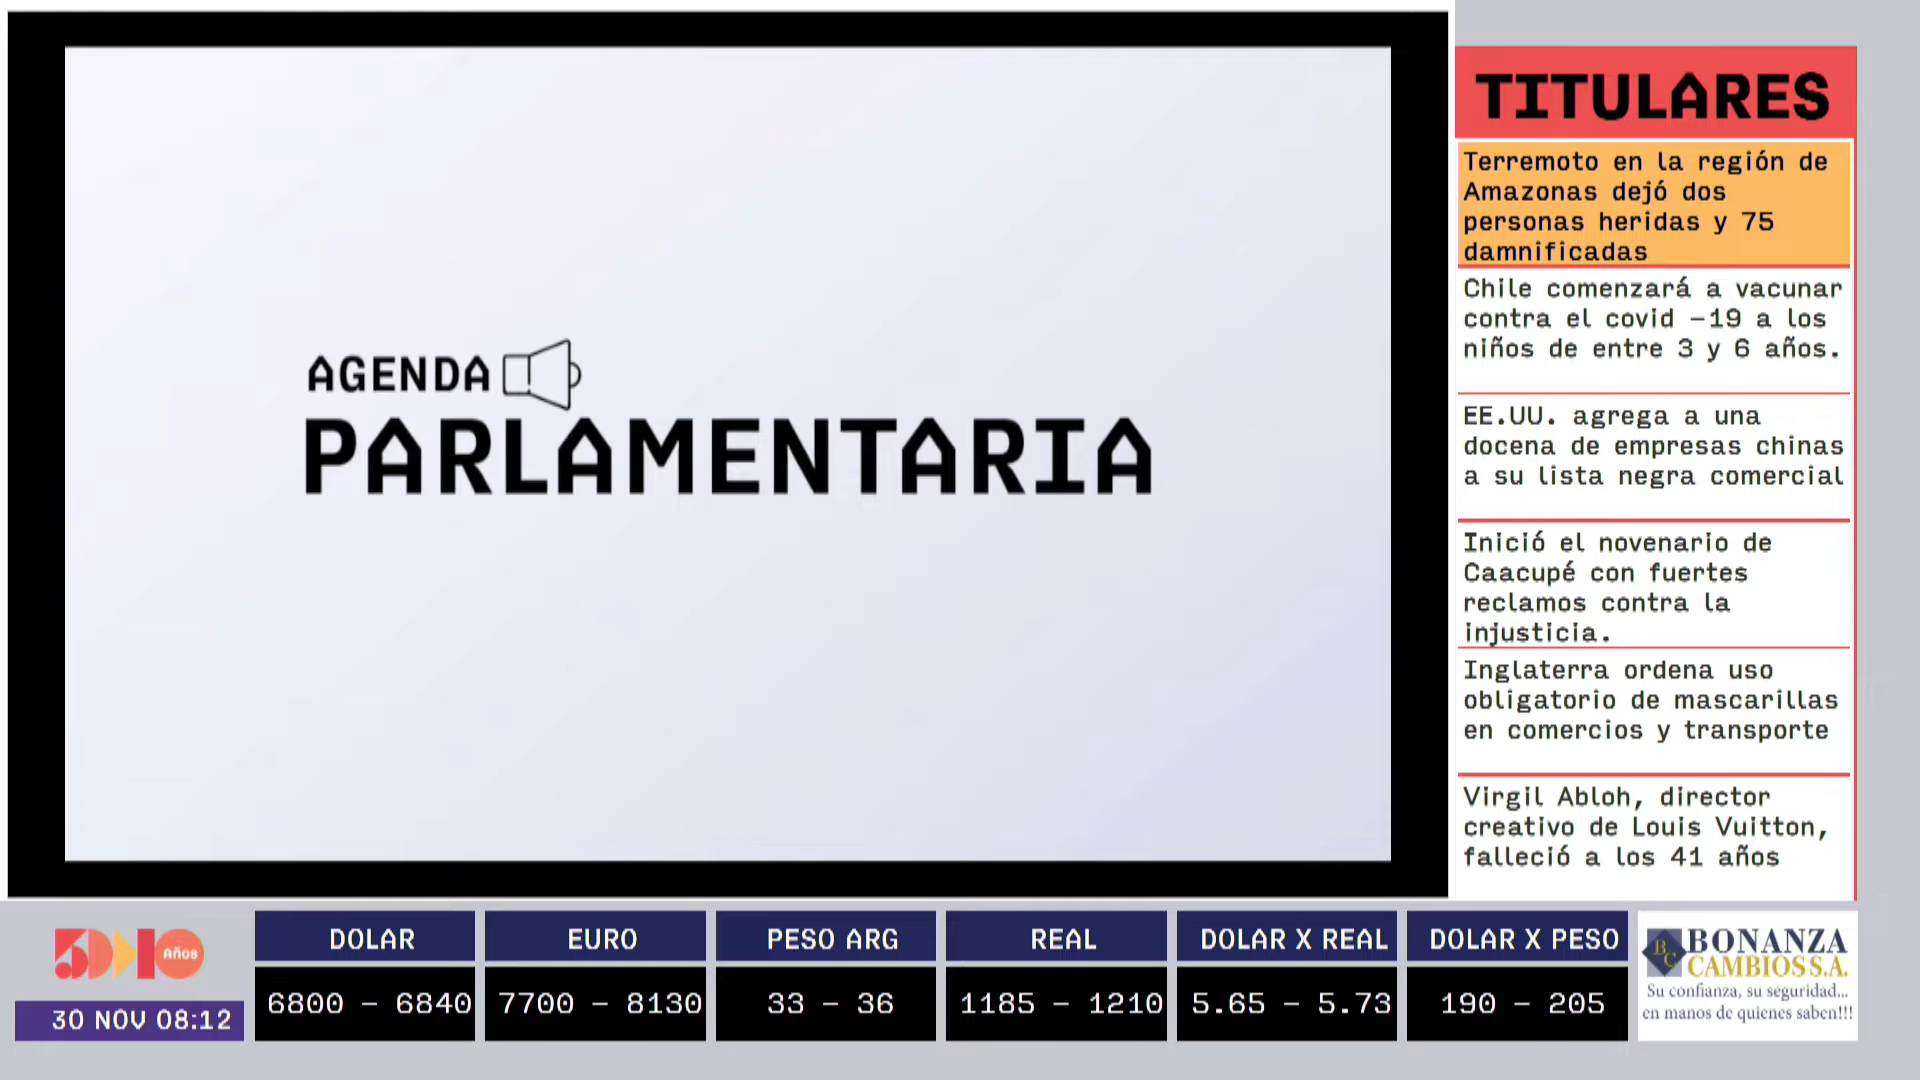 AGENDA
PARLAMENTARIA
TITULARES
Terremoto en la región de
Amazonas dejó dos
personas heridas y 75
damnificadas
Chile comenzará a vacunar
contra el covid -19 a los
niños de entre 3 y 6 años.
EE.UU. agrega a una
docena de empresas chinas
a su lista negra comercial
Inició el novenario de
Caacupé con fuertes
reclamos contra la
injusticia.
Inglaterra ordena uso
obligatorio de mascarillas
en comercios y transporte
Virgil Abloh, director
creativo de Louis Vuitton,
falleció a los 41 años
Años
30 NOV 08:12
DOLAR
6800 - 6840
EURO
7700 - 8130
PESO ARG
33 - 36
REAL
1185 - 1210
DOLAR X REAL
5.65 - 5.73
DOLAR X PESO
190 - 205
BC
BONANZA
CAMBIOS S.A.
Su confianza, su seguridad...
en manos de quienes saben!!!